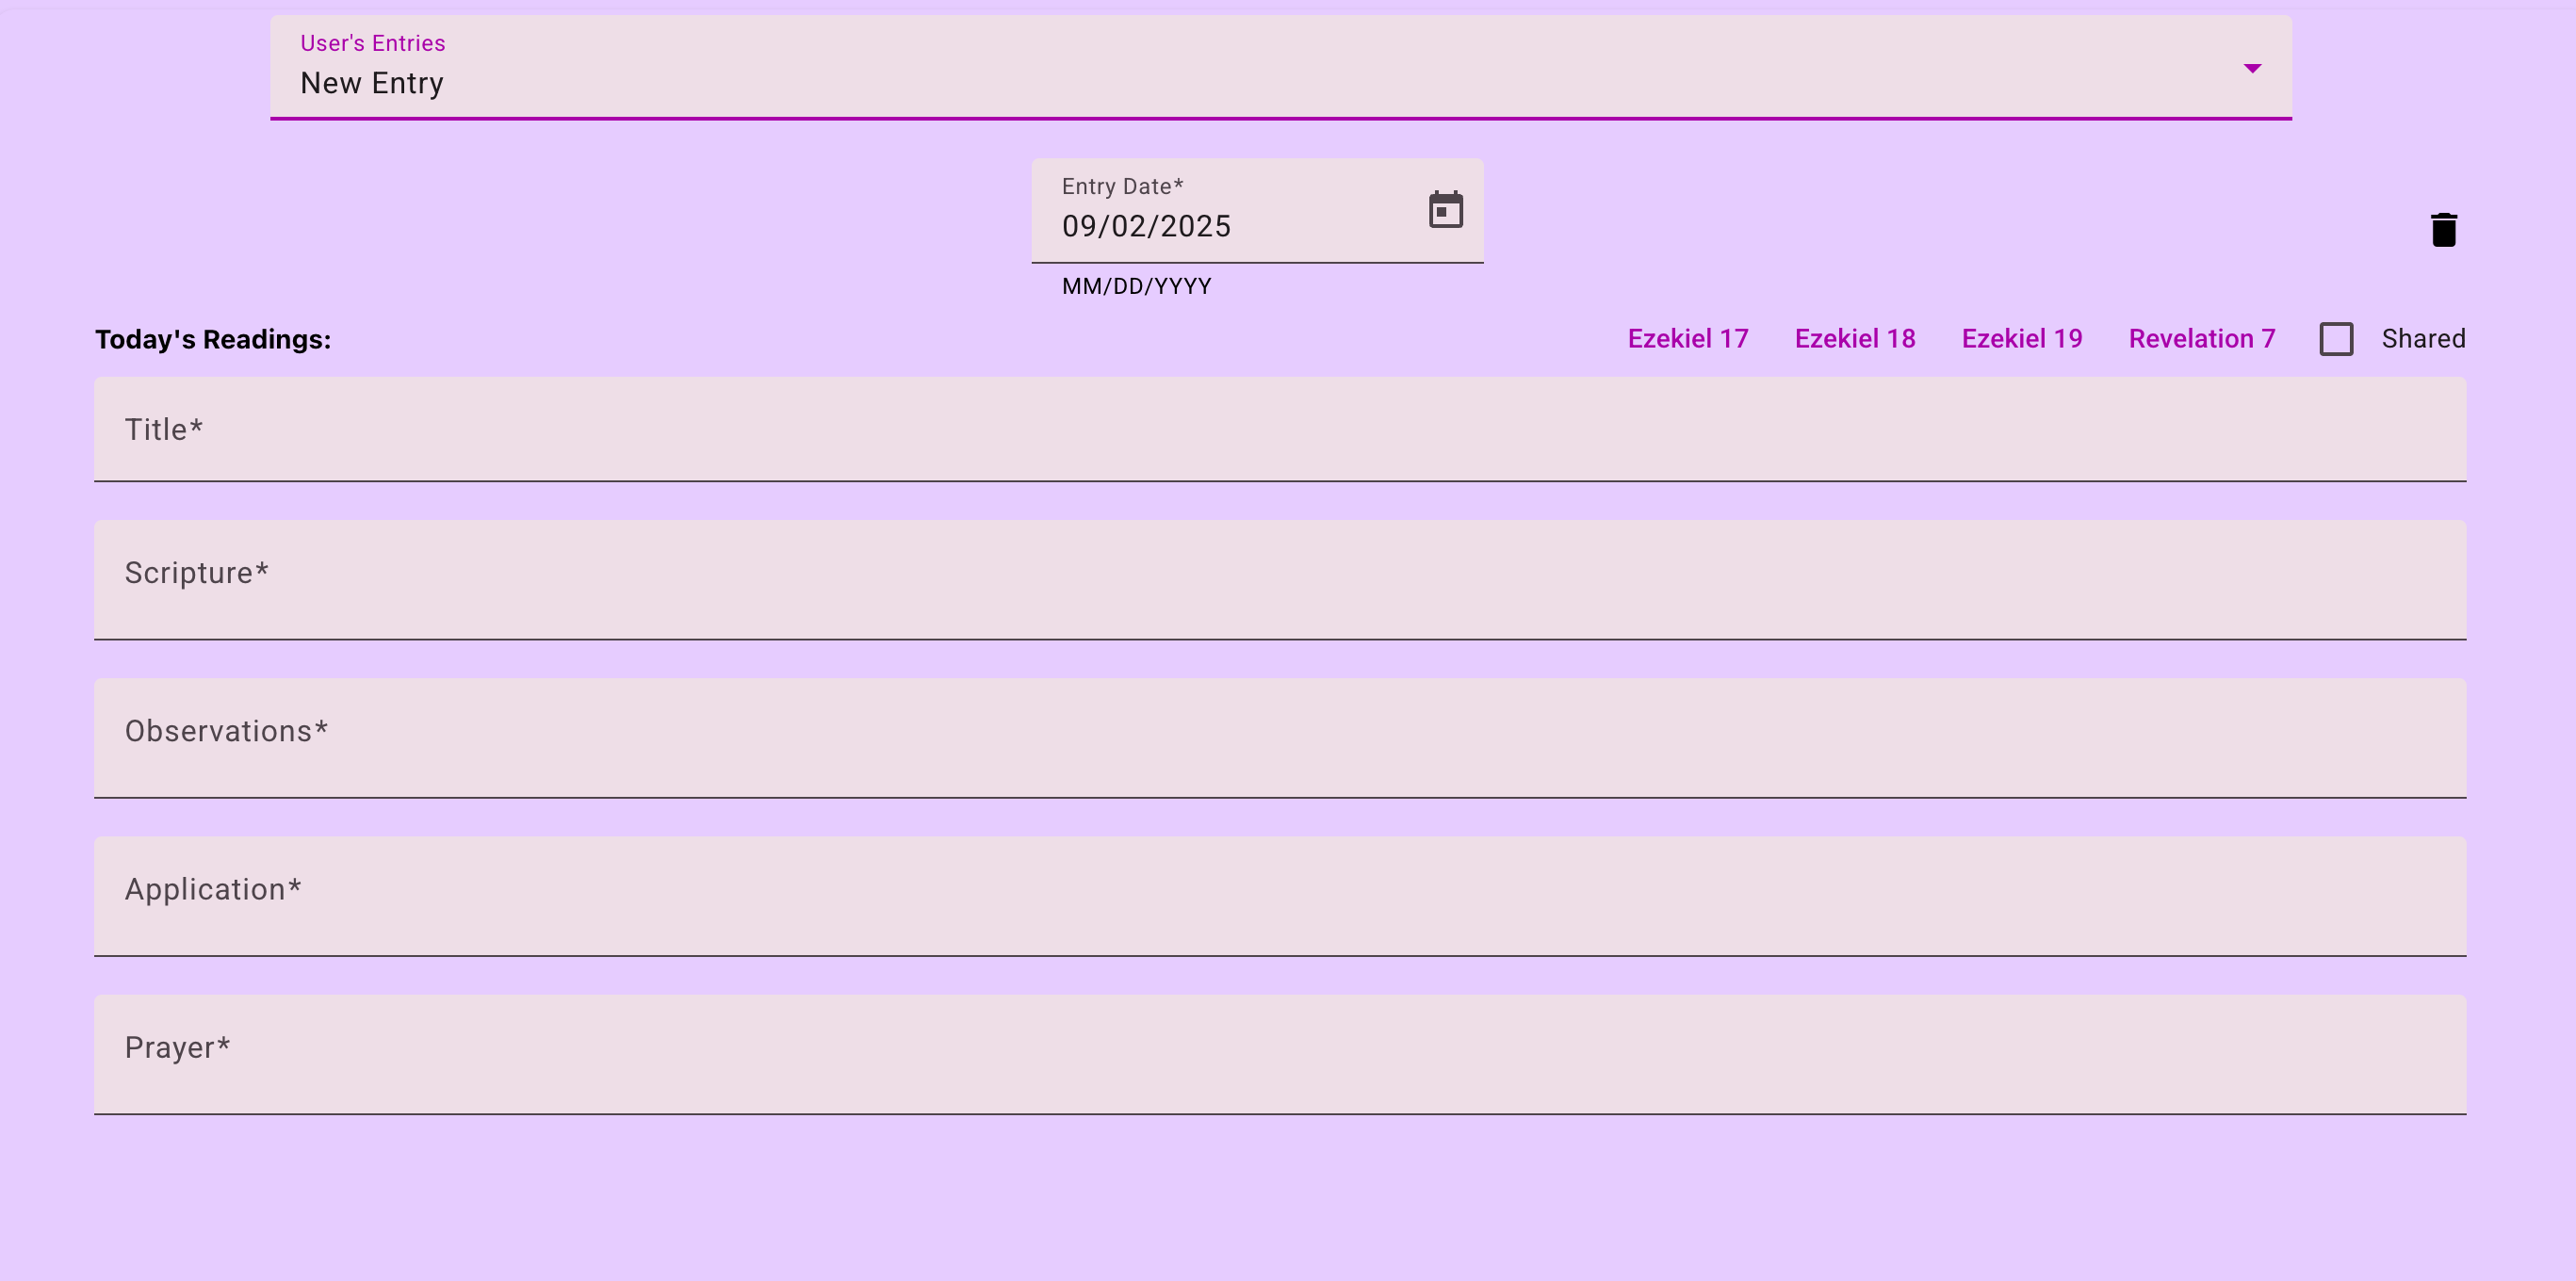 User's Entries
New Entry
Entry Date*
09/02/2025
MM/DD/YYYY
Today's Readings: Ezekiel 17 Ezekiel 18 Ezekiel 19 Revelation 7 Shared
Title*
Scripture*
Observations*
Application*
Prayer*